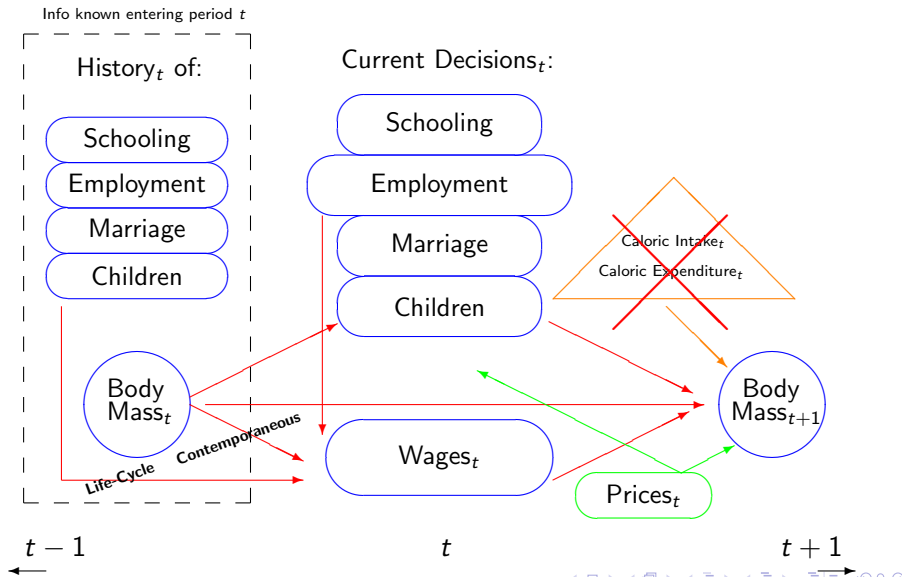 Info known entering period t
History_t of:
Schooling
Employment
Marriage
Children
Body
Mass_t
Life-Cycle
Contemporaneous
Current Decisions_t:
Schooling
Employment
Marriage
Children
Wages_t
Caloric Intake_t
Caloric Expenditure_t
Body
Mass_{t+1}
Prices_t
t − 1
t
t + 1